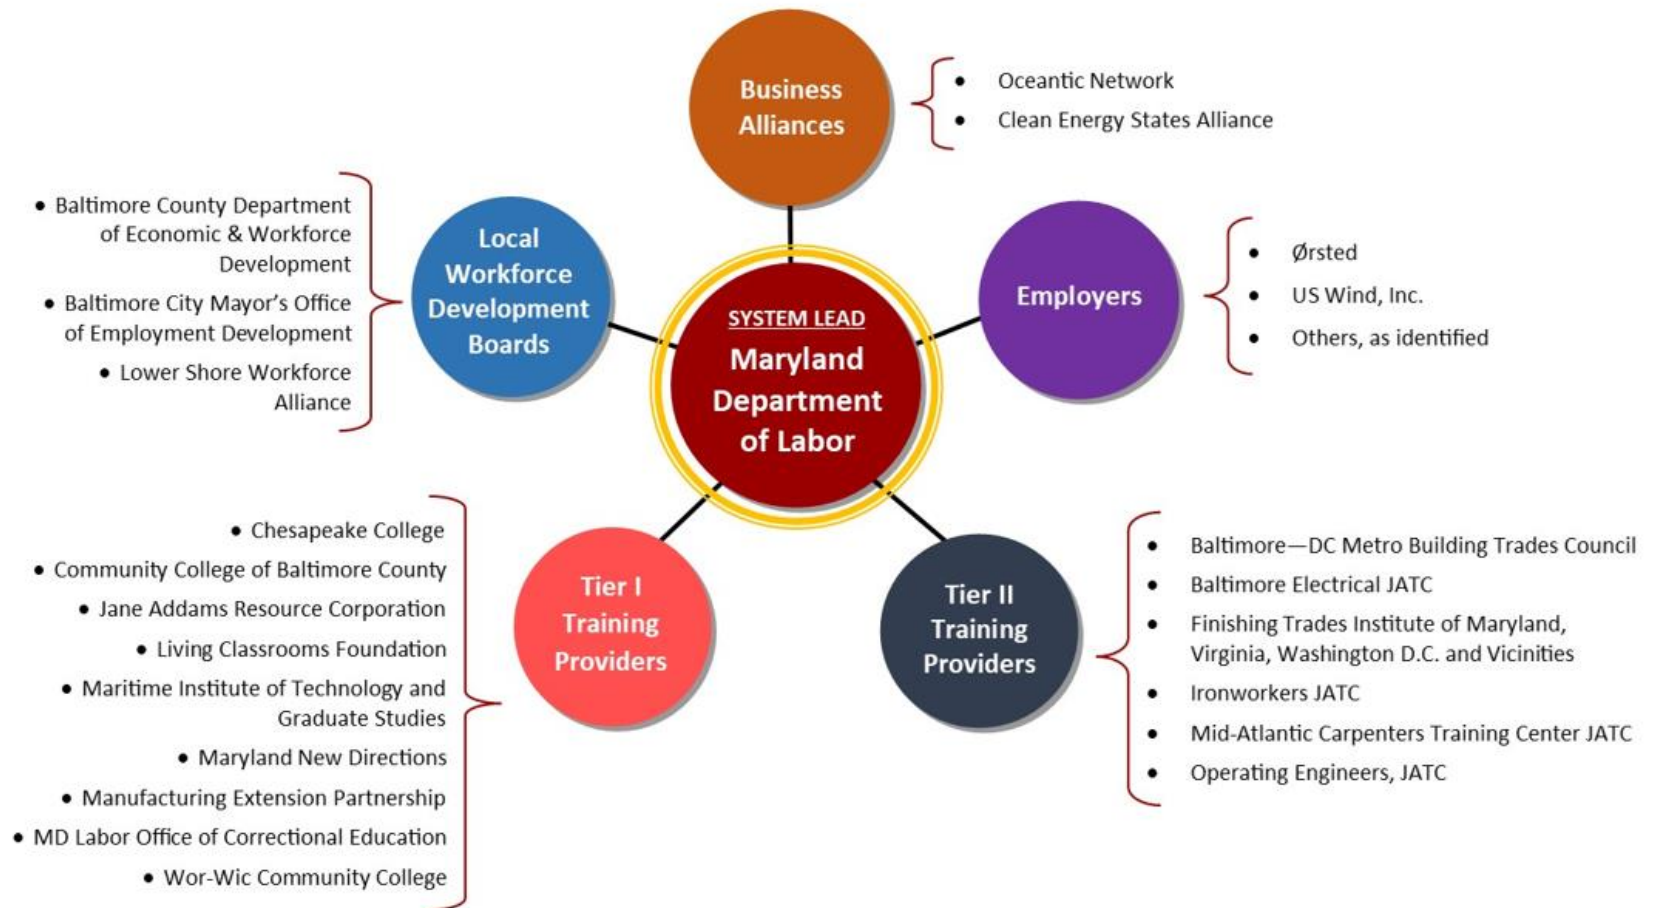 Business
Alliances
• Oceantic Network
• Clean Energy States Alliance
• Baltimore County Department
of Economic & Workforce
Development
• Baltimore City Mayor’s Office
of Employment Development
• Lower Shore Workforce
Alliance
Local
Workforce
Development
Boards
SYSTEM LEAD
Maryland
Department
of Labor
Employers
• Ørsted
• US Wind, Inc.
• Others, as identified
• Chesapeake College
• Community College of Baltimore County
• Jane Addams Resource Corporation
• Living Classrooms Foundation
• Maritime Institute of Technology and
Graduate Studies
• Maryland New Directions
• Manufacturing Extension Partnership
• MD Labor Office of Correctional Education
• Wor-Wic Community College
Tier I
Training
Providers
Tier II
Training
Providers
• Baltimore—DC Metro Building Trades Council
• Baltimore Electrical JATC
• Finishing Trades Institute of Maryland,
Virginia, Washington D.C. and Vicinities
• Ironworkers JATC
• Mid-Atlantic Carpenters Training Center JATC
• Operating Engineers, JATC